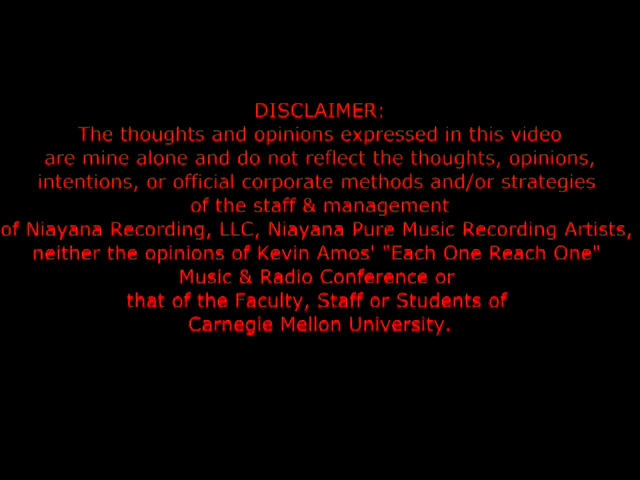 DISCLAIMER:
The thoughts and opinions expressed in this video
are mine alone and do not reflect the thoughts, opinions,
intentions, or official corporate methods and/or strategies
of the staff & management
of Niayana Recording, LLC, Niayana Pure Music Recording Artists,
neither the opinions of Kevin Amos' "Each One Reach One"
Music & Radio Conference or
that of the Faculty, Staff or Students of
Carnegie Mellon University.